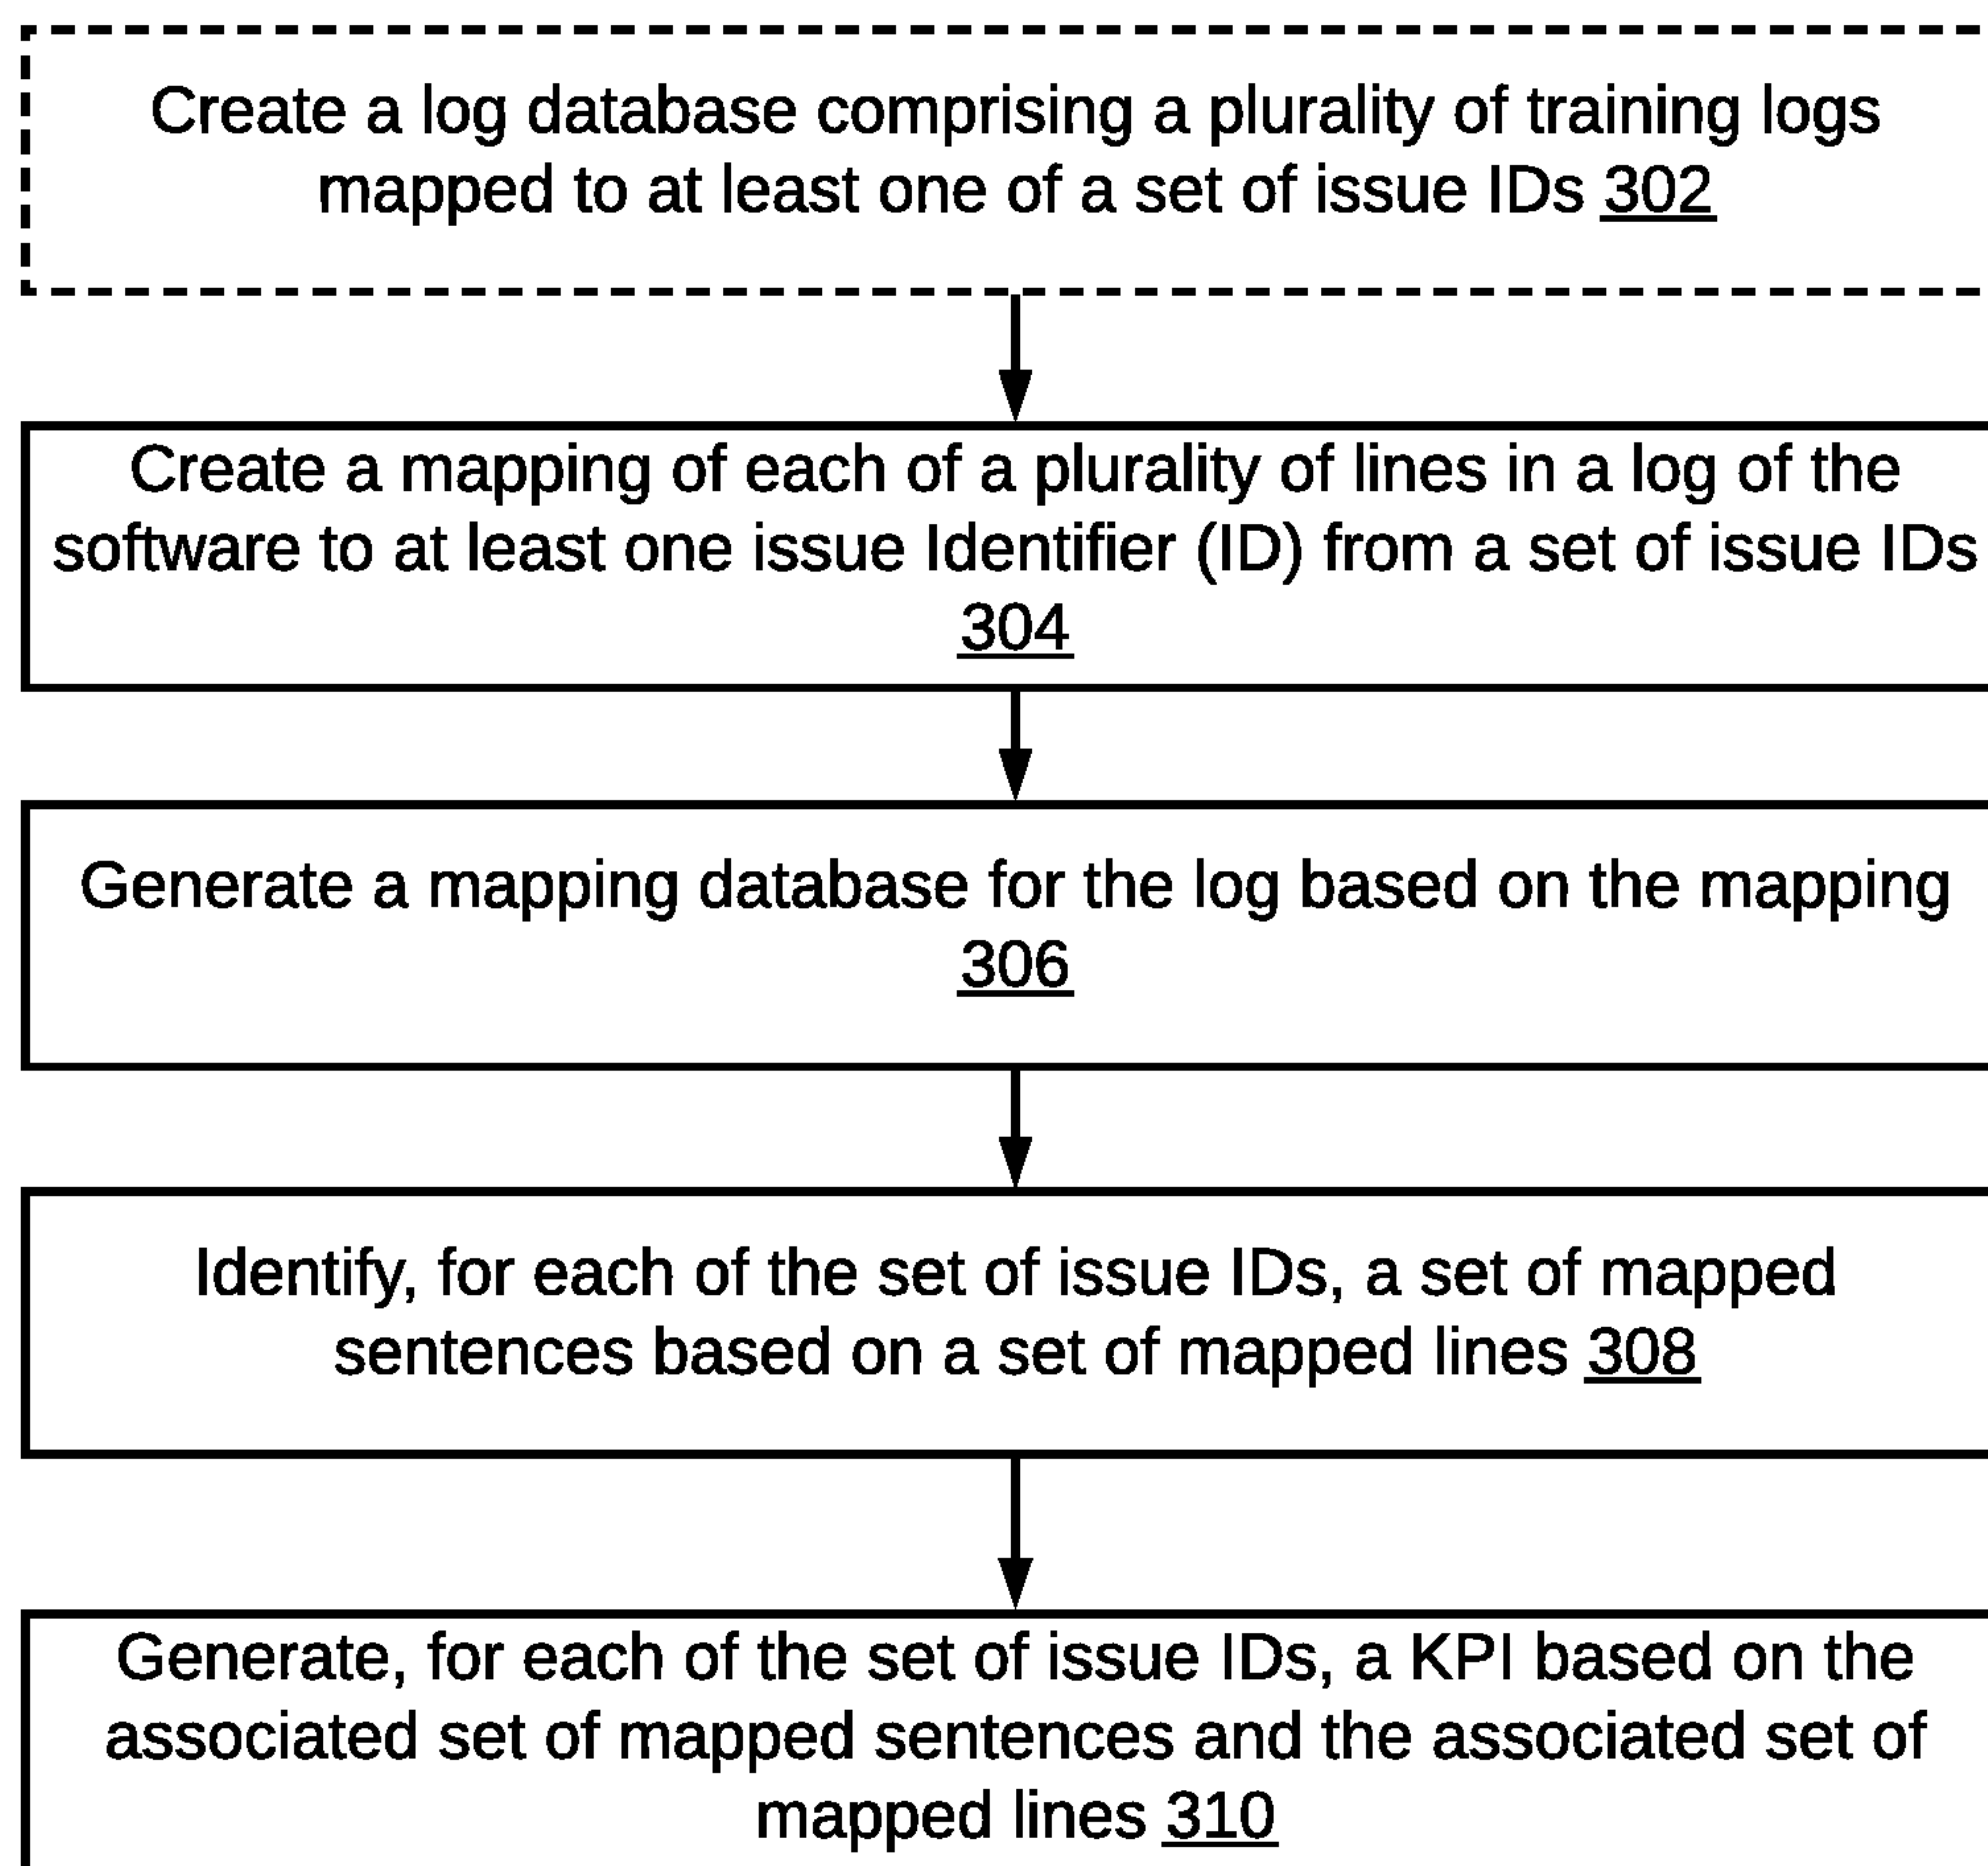 Create a log database comprising a plurality of training logs
mapped to at least one of a set of issue IDs 302
Create a mapping of each of a plurality of lines in a log of the
software to at least one issue Identifier (ID) from a set of issue IDs
304
Generate a mapping database for the log based on the mapping
306
Identify, for each of the set of issue IDs, a set of mapped
sentences based on a set of mapped lines 308
Generate, for each of the set of issue IDs, a KPI based on the
associated set of mapped sentences and the associated set of
mapped lines 310